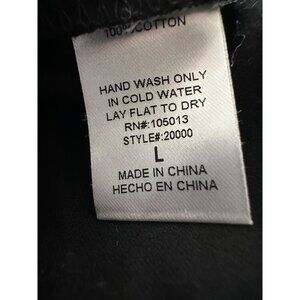 100% COTTON
HAND WASH ONLY
IN COLD WATER
LAY FLAT TO DRY
RN#:105013
STYLE#:20000
L
MADE IN CHINA
HECHO EN CHINA